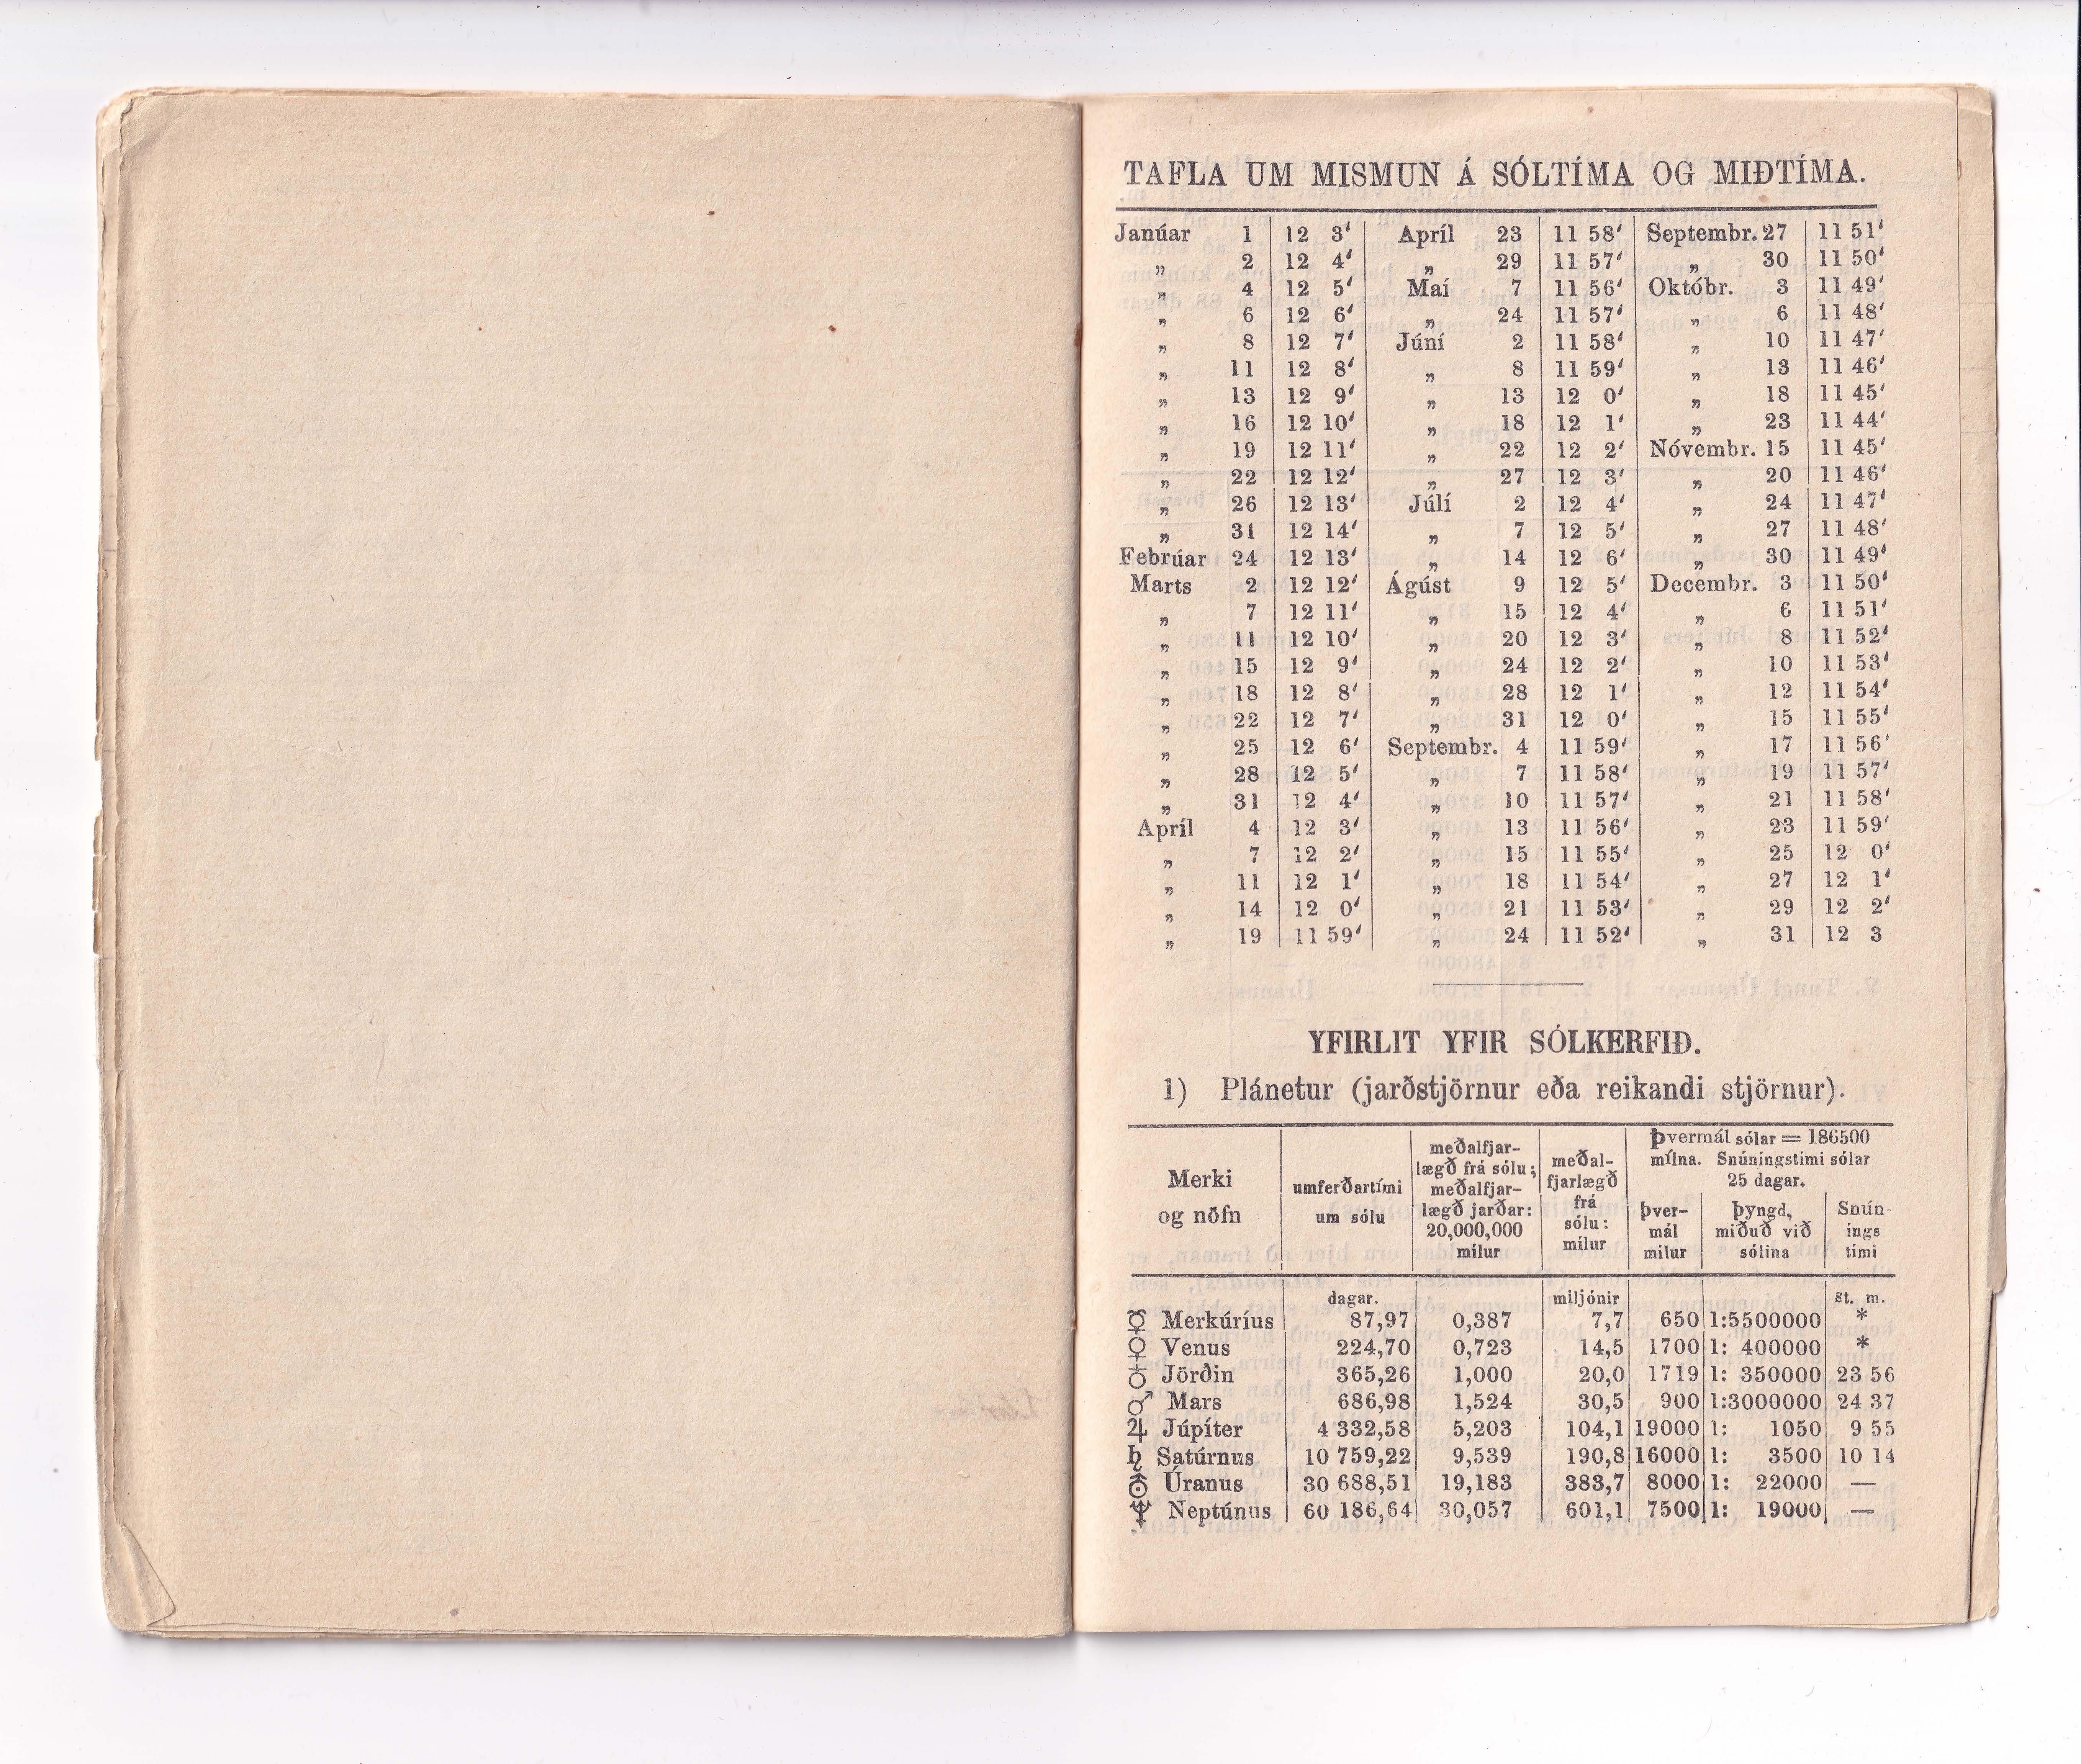 TAFLA UM MISMUN Á SÓLTÍMA OG MIÐTÍMA.
Janúar 1 12 3′ Apríl 23 11 58′ Septembr. 27 11 51′
„ 2 12 4′ „ 29 11 57′ „ 30 11 50′
„ 4 12 5′ Maí 7 11 56′ Októbr. 3 11 49′
„ 6 12 6′ „ 24 11 57′ „ 6 11 48′
„ 8 12 7′ Júní 2 11 58′ „ 10 11 47′
„ 11 12 8′ „ 8 11 59′ „ 13 11 46′
„ 13 12 9′ „ 13 12 0′ „ 18 11 45′
„ 16 12 10′ „ 18 12 1′ „ 23 11 44′
„ 19 12 11′ „ 22 12 2′ Nóvembr. 15 11 45′
„ 22 12 12′ „ 27 12 3′ „ 20 11 46′
„ 26 12 13′ Júlí 2 12 4′ „ 24 11 47′
„ 31 12 14′ „ 7 12 5′ „ 27 11 48′
Febrúar 24 12 13′ „ 14 12 6′ „ 30 11 49′
Marts 2 12 12′ Ágúst 9 12 5′ Decembr. 3 11 50′
„ 7 12 11′ „ 15 12 4′ „ 6 11 51′
„ 11 12 10′ „ 20 12 3′ „ 8 11 52′
„ 15 12 9′ „ 24 12 2′ „ 10 11 53′
„ 18 12 8′ „ 28 12 1′ „ 12 11 54′
„ 22 12 7′ „ 31 12 0′ „ 15 11 55′
„ 25 12 6′ Septembr. 4 11 59′ „ 17 11 56′
„ 28 12 5′ „ 7 11 58′ „ 19 11 57′
„ 31 12 4′ „ 10 11 57′ „ 21 11 58′
Apríl 4 12 3′ „ 13 11 56′ „ 23 11 59′
„ 7 12 2′ „ 15 11 55′ „ 25 12 0′
„ 11 12 1′ „ 18 11 54′ „ 27 12 1′
„ 14 12 0′ „ 21 11 53′ „ 29 12 2′
„ 19 11 59′ „ 24 11 52′ „ 31 12 3
YFIRLIT YFIR SÓLKERFIÐ.
1) Plánetur (jarðstjörnur eða reikandi stjörnur).
Merki
og nöfn
umferðartími
um sólu
meðalfjar-
lægð frá sólu;
meðalfjar-
lægð jarðar:
20,000,000
mílur
meðal-
fjarlægð
frá
sólu:
mílur
Þvermál sólar = 186500
mílna. Snúningstími sólar
25 dagar.
þver-
mál
mílur
þyngd,
miðuð við
sólina
Snún-
ings
tími
dagar. miljónir st. m.
☿ Merkúríus 87,97 0,387 7,7 650 1:5500000 *
♀ Venus 224,70 0,723 14,5 1700 1: 400000 *
♁ Jörðin 365,26 1,000 20,0 1719 1: 350000 23 56
♂ Mars 686,98 1,524 30,5 900 1:3000000 24 37
♃ Júpíter 4 332,58 5,203 104,1 19000 1: 1050 9 55
♄ Satúrnus 10 759,22 9,539 190,8 16000 1: 3500 10 14
⛢ Úranus 30 688,51 19,183 383,7 8000 1: 22000 —
♆ Neptúnus 60 186,64 30,057 601,1 7500 1: 19000 —